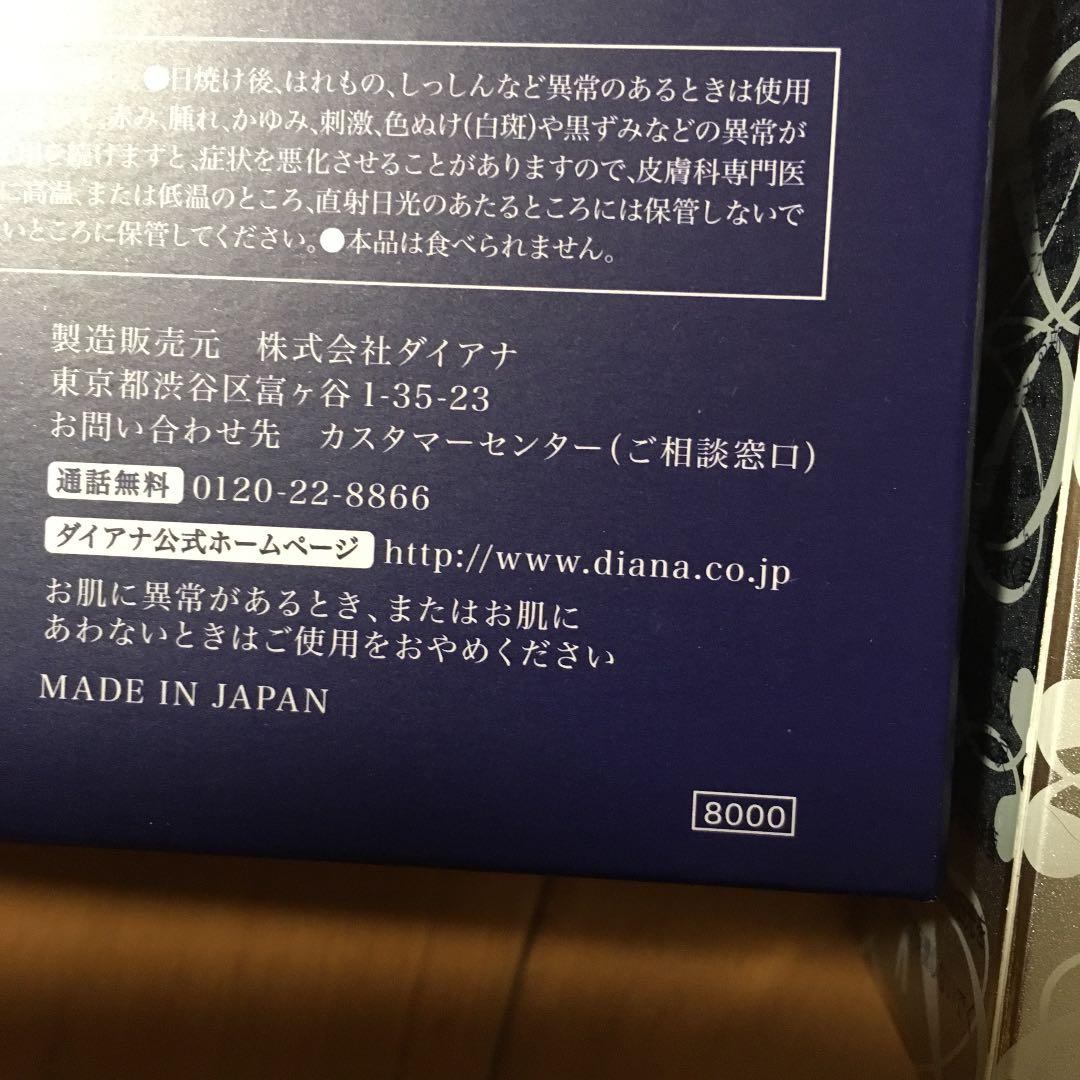 ●日焼け後、はれもの、しっしんなど異常のあるときは使用
赤み、腫れ、かゆみ、刺激、色ぬけ(白斑)や黒ずみなどの異常が
続けますと、症状を悪化させることがありますので、皮膚科専門医
に高温、または低温のところ、直射日光のあたるところには保管しないで
いところに保管してください。●本品は食べられません。
製造販売元 株式会社ダイアナ
東京都渋谷区富ヶ谷1-35-23
お問い合わせ先 カスタマーセンター(ご相談窓口)
通話無料 0120-22-8866
ダイアナ公式ホームページ http://www.diana.co.jp
お肌に異常があるとき、またはお肌に
あわないときはご使用をおやめください
MADE IN JAPAN
8000